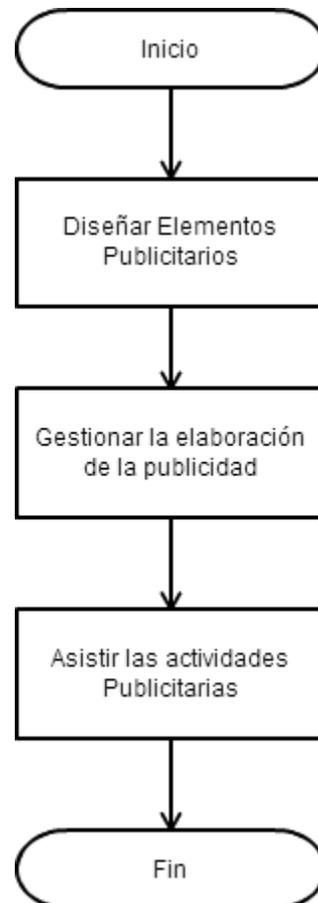 Inicio
Diseñar Elementos
Publicitarios
Gestionar la elaboración
de la publicidad
Asistir las actividades
Publicitarias
Fin